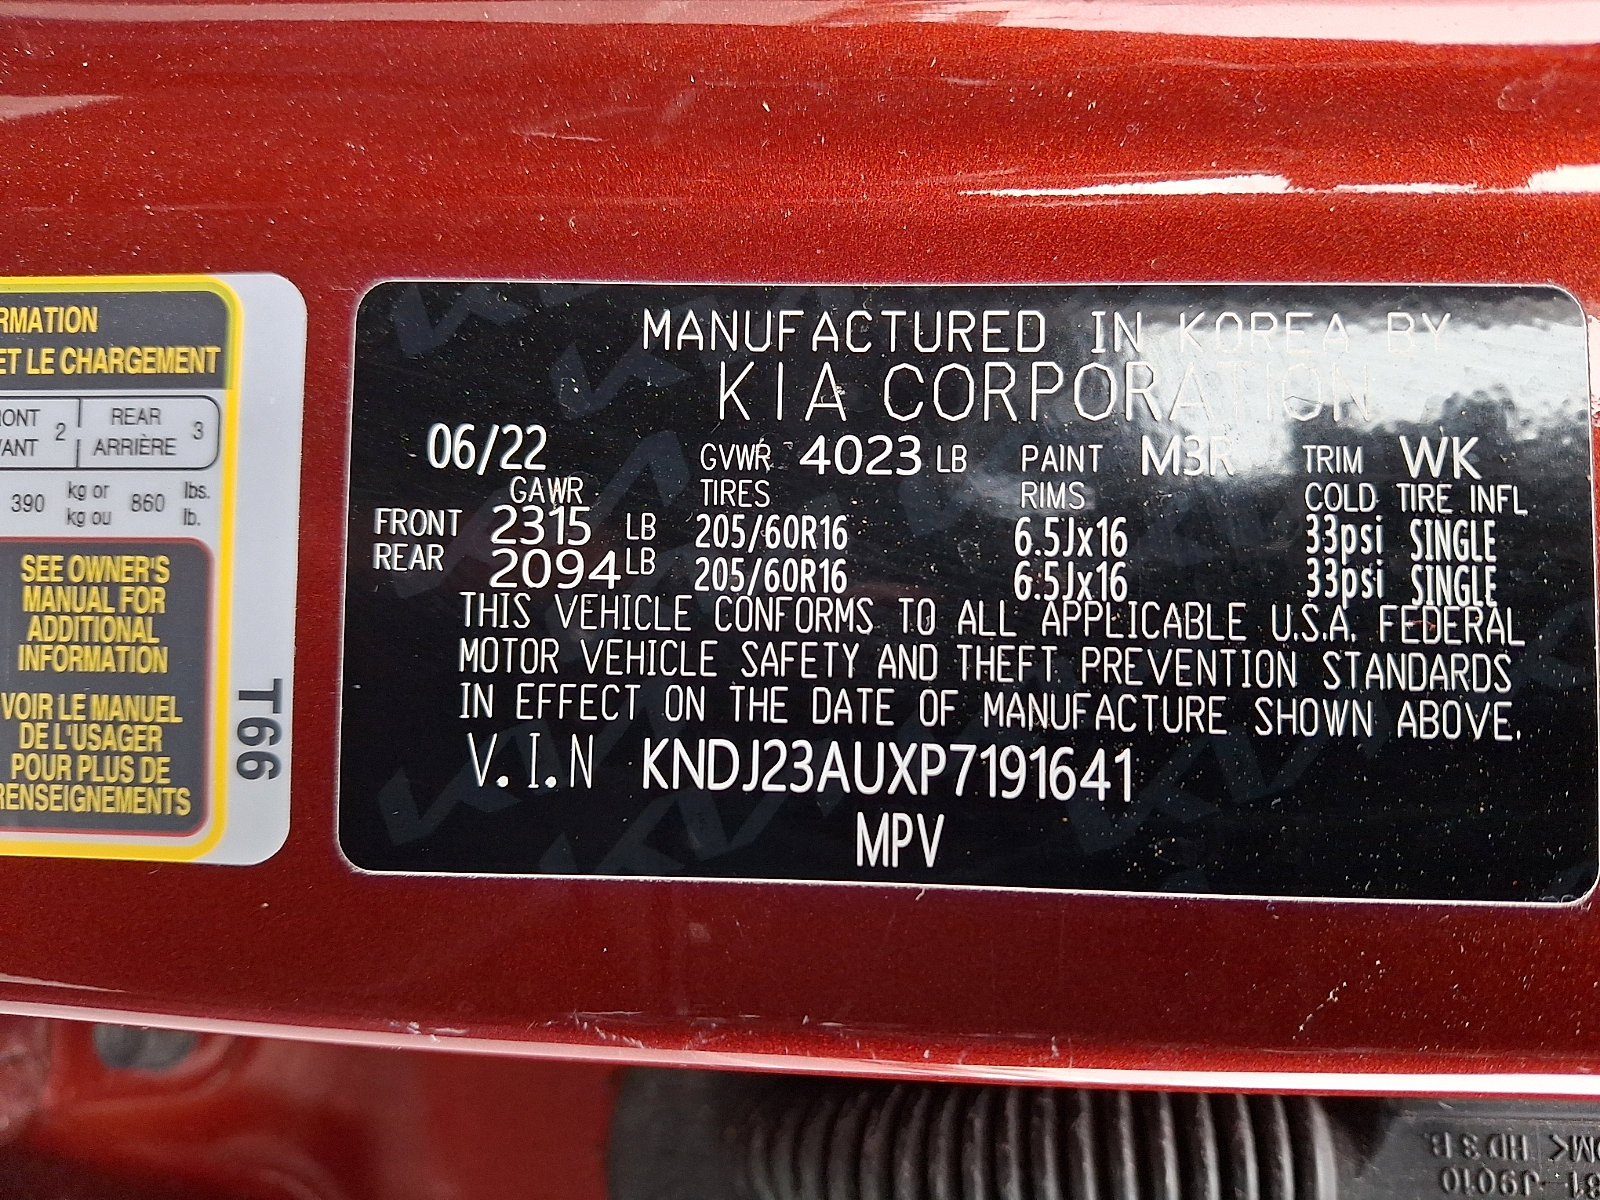 RMATION
ET LE CHARGEMENT
ONT 2 REAR 3
ANT ARRIÈRE
390 kg or 860 lbs.
kg ou lb.
SEE OWNER'S
MANUAL FOR
ADDITIONAL
INFORMATION
VOIR LE MANUEL
DE L'USAGER
POUR PLUS DE
RENSEIGNEMENTS
T66
MANUFACTURED IN KOREA BY
KIA CORPORATION
06/22 GVWR 4023 LB PAINT M3R TRIM WK
GAWR TIRES RIMS COLD TIRE INFL
FRONT 2315 LB 205/60R16 6.5Jx16 33psi SINGLE
REAR 2094 LB 205/60R16 6.5Jx16 33psi SINGLE
THIS VEHICLE CONFORMS TO ALL APPLICABLE U.S.A. FEDERAL
MOTOR VEHICLE SAFETY AND THEFT PREVENTION STANDARDS
IN EFFECT ON THE DATE OF MANUFACTURE SHOWN ABOVE.
V.I.N KNDJ23AUXP7191641
MPV
HD 3 B
J9010